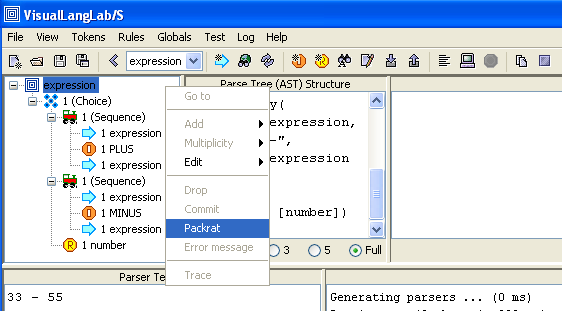 VisualLangLab/S
File View Tokens Rules Globals Test Log Help
expression
expression
1 (Choice)
1 (Sequence)
1 expression
1 PLUS
1 expression
1 (Sequence)
1 expression
1 MINUS
1 expression
1 number
Go to
Add
Multiplicity
Edit
Drop
Commit
Packrat
Error message
Trace
Parse Tree (AST) Structure
y(
expression,
-",
expression
[number])
3 5 Full
Parser Te
33 - 55
Generating parsers ... (0 ms)